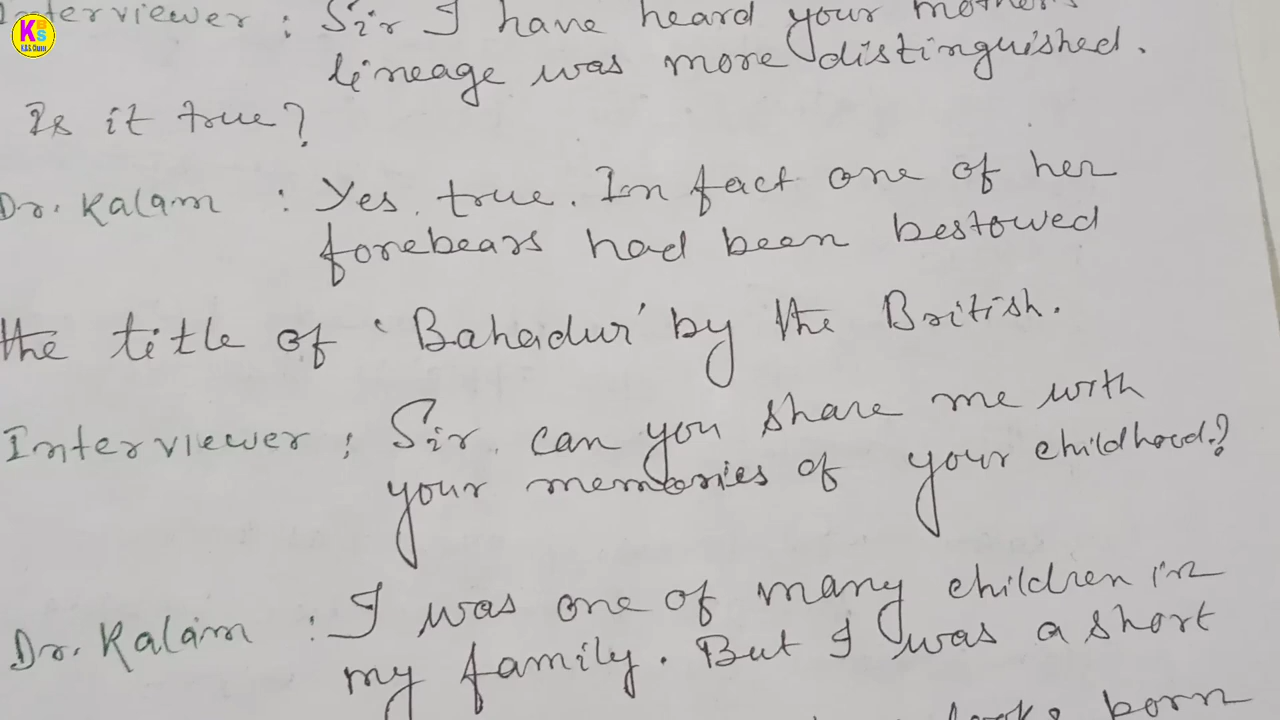 KBS
K.B.S Classes
Interviewer : Sir I have heard your mother's
lineage was more distinguished.
Is it true?
Dr. Kalam : Yes, true. In fact one of her
forebears had been bestowed
the title of 'Bahadur' by the British.
Interviewer : Sir, can you share me with
your memories of your childhood?
Dr. Kalam : I was one of many children in
my family. But I was a short
born